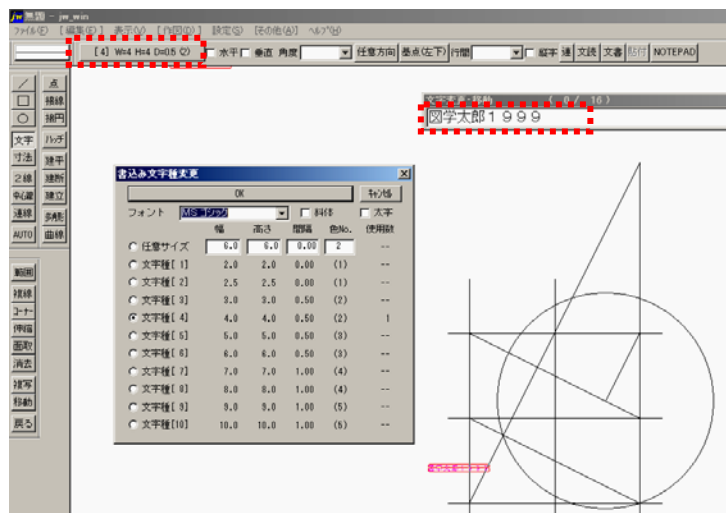 無題 - jw_win
ファイル(F) [編集(E)] 表示(V) [作図(D)] 設定(S) [その他(A)] ヘルプ(H)
[4] W=4 H=4 D=0.5 (2) 水平 垂直 角度 任意方向 基点(左下) 行間 縦字 連 文読 文書 貼付 NOTEPAD
文字変更・移動 ( 0 / 16)
図学太郎1999
点
接線
接円
文字 ハッチ
寸法 建平
2線 建断
中心線 建立
連線 多角形
AUTO 曲線
範囲
複線
コーナー
伸縮
面取
消去
複写
移動
戻る
書込み文字種変更
OK キャンセル
フォント MS ゴシック 斜体 太字
幅 高さ 間隔 色No. 使用数
任意サイズ 6.0 6.0 0.00 2 --
文字種[ 1] 2.0 2.0 0.00 (1) --
文字種[ 2] 2.5 2.5 0.00 (1) --
文字種[ 3] 3.0 3.0 0.50 (2) --
文字種[ 4] 4.0 4.0 0.50 (2) 1
文字種[ 5] 5.0 5.0 0.50 (3) --
文字種[ 6] 6.0 6.0 0.50 (3) --
文字種[ 7] 7.0 7.0 1.00 (4) --
文字種[ 8] 8.0 8.0 1.00 (4) --
文字種[ 9] 9.0 9.0 1.00 (5) --
文字種[10] 10.0 10.0 1.00 (6) --